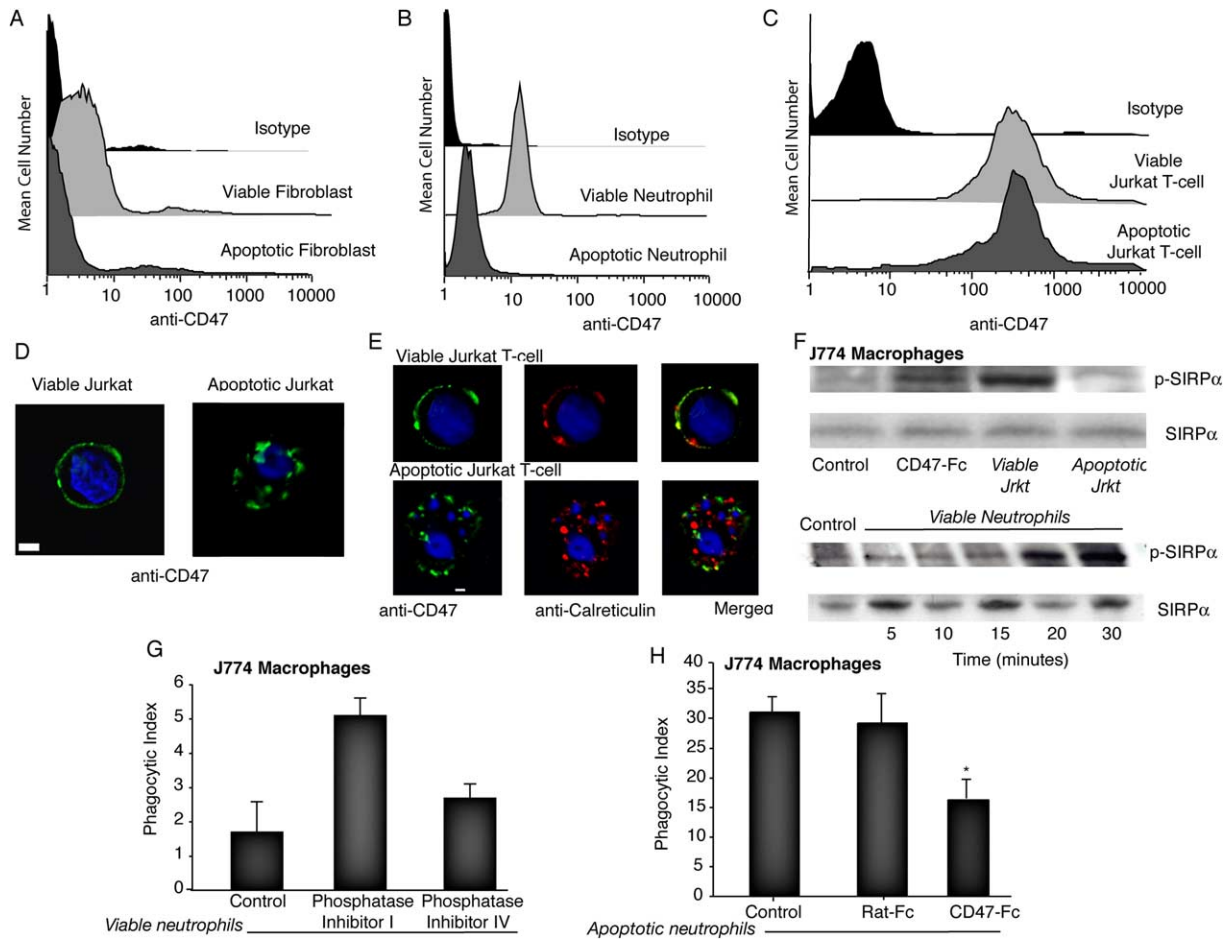 A
Mean Cell Number
Isotype
Viable Fibroblast
Apoptotic Fibroblast
1 10 100 1000 10000
anti-CD47
B
Mean Cell Number
Isotype
Viable Neutrophil
Apoptotic Neutrophil
1 10 100 1000 10000
anti-CD47
C
Mean Cell Number
Isotype
Viable
Jurkat T-cell
Apoptotic
Jurkat T-cell
1 10 100 1000 10000
anti-CD47
D
Viable Jurkat
Apoptotic Jurkat
anti-CD47
E
Viable Jurkat T-cell
Apoptotic Jurkat T-cell
anti-CD47
anti-Calreticulin
Merged
F
J774 Macrophages
p-SIRPα
SIRPα
Control
CD47-Fc
Viable
Jrkt
Apoptotic
Jrkt
Control
Viable Neutrophils
p-SIRPα
SIRPα
5 10 15 20 30
Time (minutes)
G
J774 Macrophages
Phagocytic Index
6
5
4
3
2
1
0
Control
Phosphatase
Inhibitor I
Phosphatase
Inhibitor IV
Viable neutrophils
H
J774 Macrophages
Phagocytic Index
40
35
30
25
20
15
10
5
0
*
Control
Rat-Fc
CD47-Fc
Apoptotic neutrophils